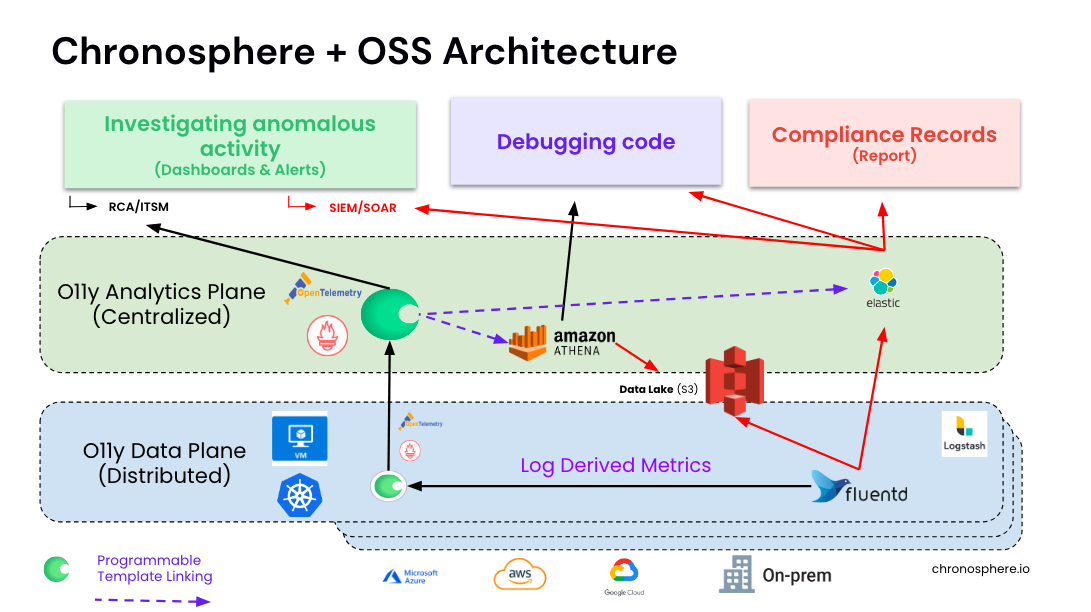 Chronosphere + OSS Architecture
Investigating anomalous
activity
(Dashboards & Alerts)
Debugging code
Compliance Records
(Report)
RCA/ITSM
SIEM/SOAR
O11y Analytics Plane
(Centralized)
OpenTelemetry
amazon
ATHENA
elastic
Data Lake (S3)
O11y Data Plane
(Distributed)
VM
OpenTelemetry
Logstash
Log Derived Metrics
fluentd
Programmable
Template Linking
Microsoft
Azure
aws
Google Cloud
On-prem
chronosphere.io